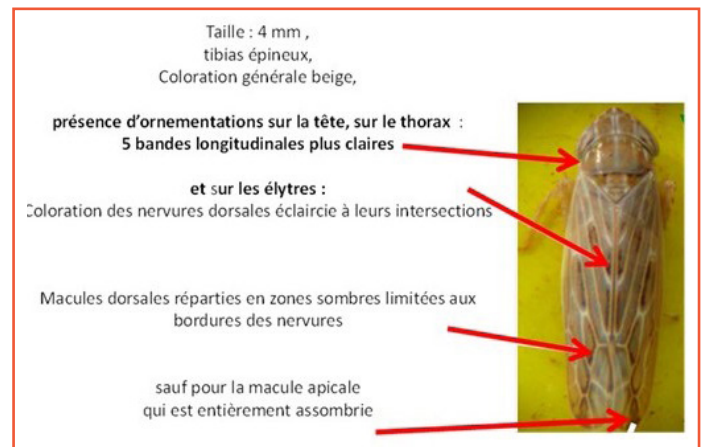 Taille : 4 mm ,
tibias épineux,
Coloration générale beige,
présence d'ornementations sur la tête, sur le thorax :
5 bandes longitudinales plus claires
et sur les élytres :
Coloration des nervures dorsales éclaircie à leurs intersections
Macules dorsales réparties en zones sombres limitées aux
bordures des nervures
sauf pour la macule apicale
qui est entièrement assombrie